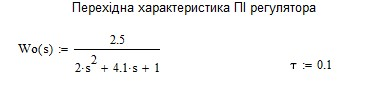 Перехідна характеристика ПІ регулятора
Wo(s) := 2.5 / (2·s² + 4.1·s + 1)
τ := 0.1